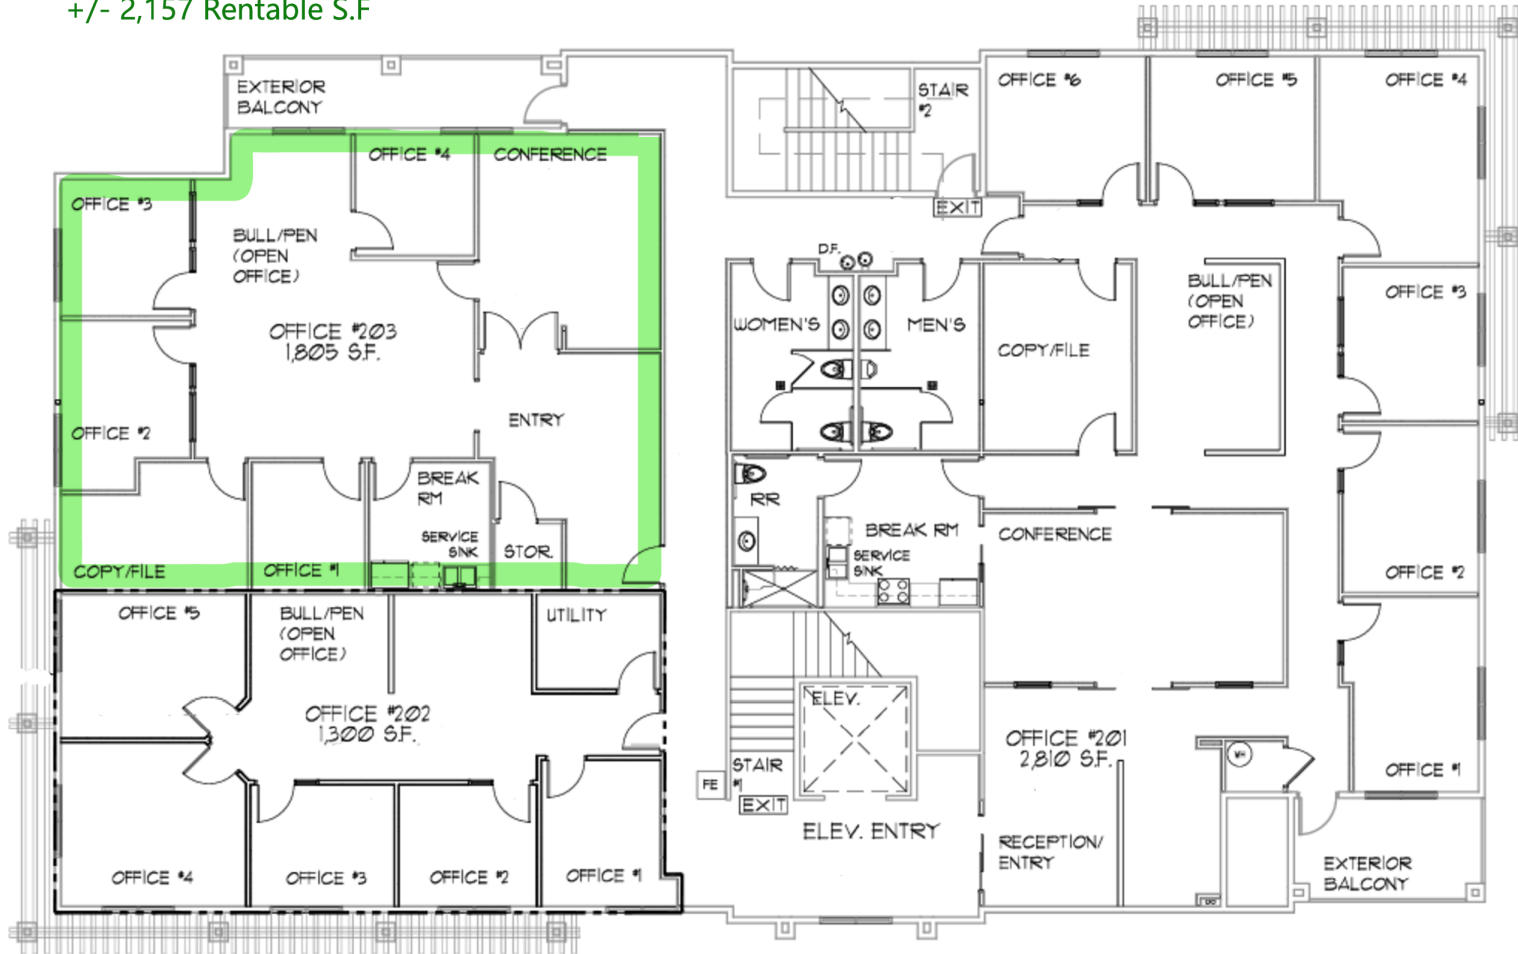 +/- 2,157 Rentable S.F
EXTERIOR
BALCONY
STAIR
#2
OFFICE #6
OFFICE #5
OFFICE #4
OFFICE #4
CONFERENCE
OFFICE #3
EXIT
BULL/PEN
(OPEN
OFFICE)
D.F.
BULL/PEN
(OPEN
OFFICE)
OFFICE #3
OFFICE #203
1,805 S.F.
WOMEN'S
MEN'S
COPY/FILE
ENTRY
OFFICE #2
BREAK
RM
RR
BREAK RM
CONFERENCE
SERVICE
SINK
STOR.
SERVICE
SINK
COPY/FILE
OFFICE #1
OFFICE #2
OFFICE #5
BULL/PEN
(OPEN
OFFICE)
UTILITY
OFFICE #202
1,300 S.F.
ELEV.
OFFICE #201
2,810 S.F.
WH
STAIR
#1
FE
EXIT
OFFICE #1
ELEV. ENTRY
RECEPTION/
ENTRY
EXTERIOR
BALCONY
OFFICE #4
OFFICE #3
OFFICE #2
OFFICE #1